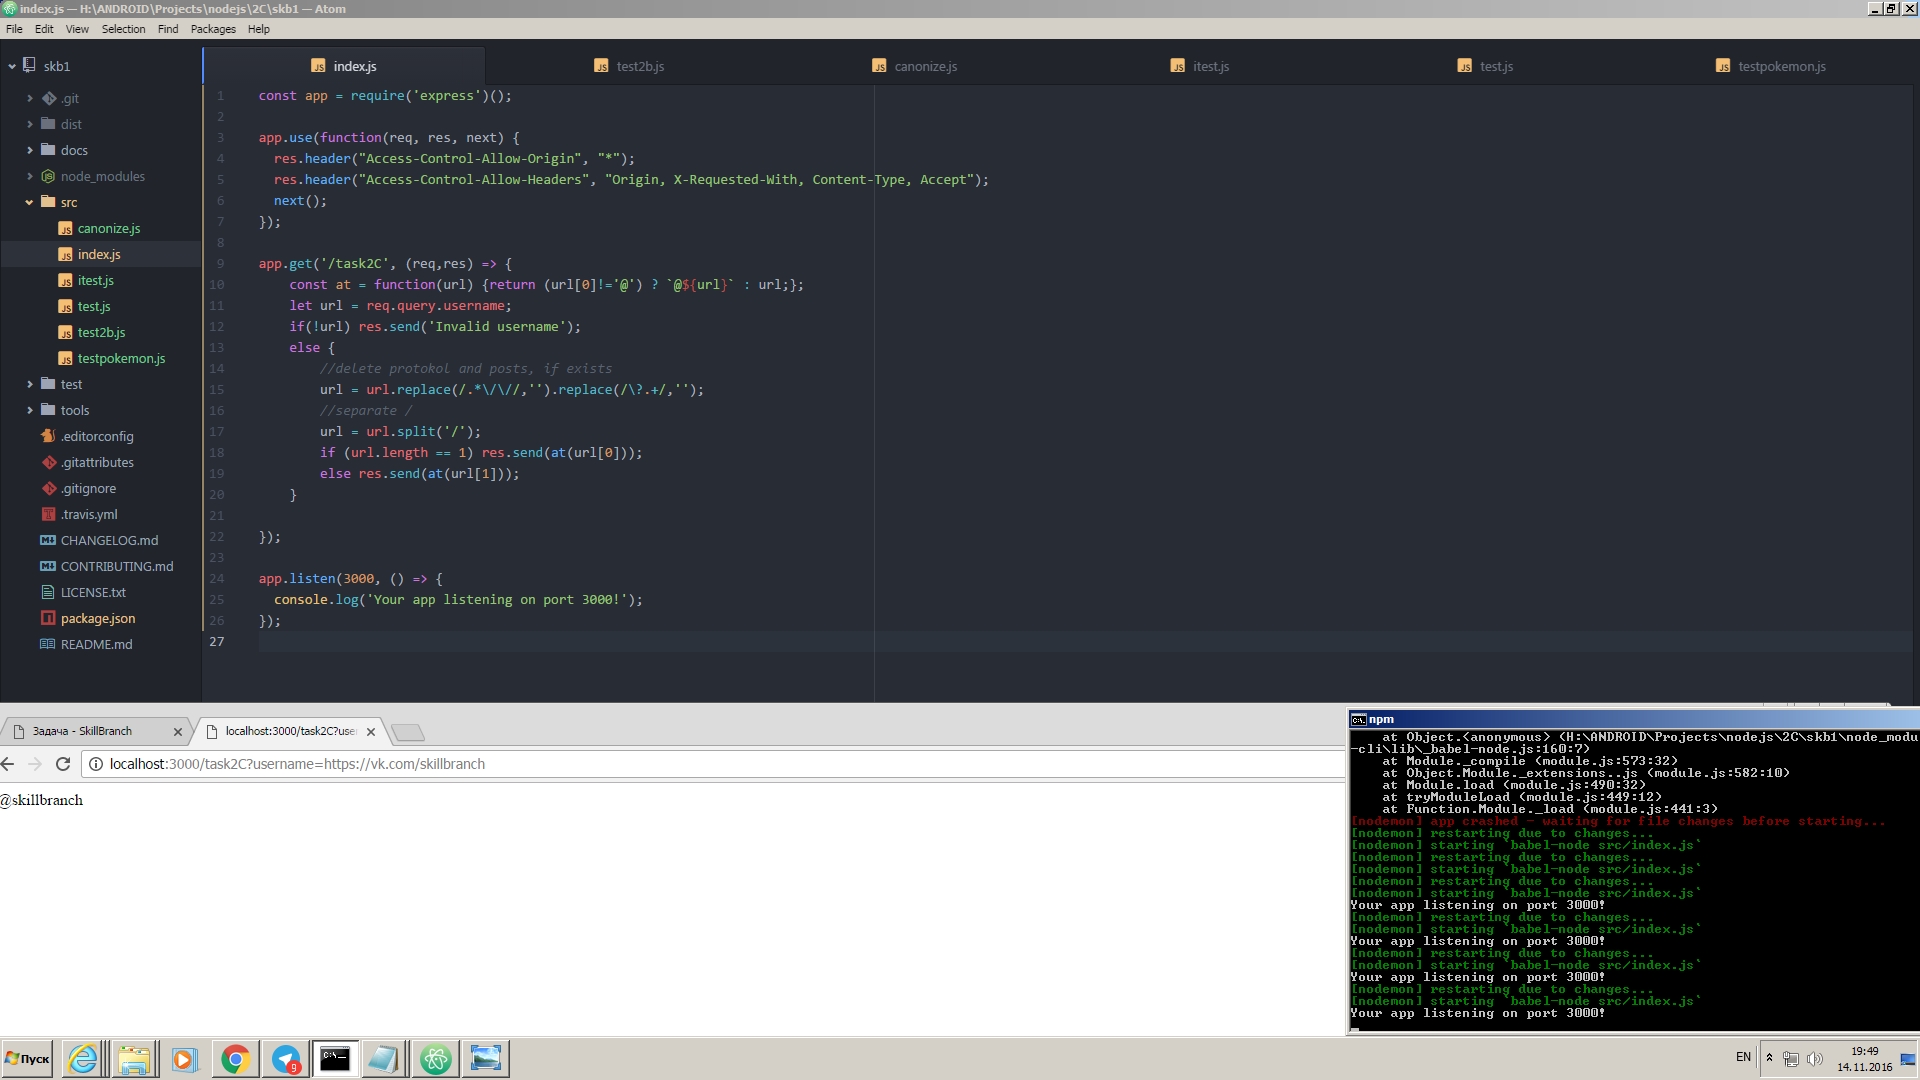 index.js — H:\ANDROID\Projects\nodejs\2C\skb1 — Atom
File Edit View Selection Find Packages Help
skb1
.git
dist
docs
node_modules
src
canonize.js
index.js
itest.js
test.js
test2b.js
testpokemon.js
test
tools
.editorconfig
.gitattributes
.gitignore
.travis.yml
CHANGELOG.md
CONTRIBUTING.md
LICENSE.txt
package.json
README.md
index.js test2b.js canonize.js itest.js test.js testpokemon.js
1 const app = require('express')();
2
3 app.use(function(req, res, next) {
4 res.header("Access-Control-Allow-Origin", "*");
5 res.header("Access-Control-Allow-Headers", "Origin, X-Requested-With, Content-Type, Accept");
6 next();
7 });
8
9 app.get('/task2C', (req,res) => {
10 const at = function(url) {return (url[0]!='@') ? `@${url}` : url;};
11 let url = req.query.username;
12 if(!url) res.send('Invalid username');
13 else {
14 //delete protokol and posts, if exists
15 url = url.replace(/.*\/\//,'').replace(/\?.+/,'');
16 //separate /
17 url = url.split('/');
18 if (url.length == 1) res.send(at(url[0]));
19 else res.send(at(url[1]));
20 }
21
22 });
23
24 app.listen(3000, () => {
25 console.log('Your app listening on port 3000!');
26 });
27
Задача - SkillBranch
localhost:3000/task2C?use
localhost:3000/task2C?username=https://vk.com/skillbranch
@skillbranch
npm
at Object.<anonymous> (H:\ANDROID\Projects\nodejs\2C\skb1\node_modu
-cli\lib\_babel-node.js:160:7)
at Module._compile (module.js:573:32)
at Object.Module._extensions..js (module.js:582:10)
at Module.load (module.js:490:32)
at tryModuleLoad (module.js:449:12)
at Function.Module._load (module.js:441:3)
[nodemon] app crashed - waiting for file changes before starting...
[nodemon] restarting due to changes...
[nodemon] starting `babel-node src/index.js`
[nodemon] restarting due to changes...
[nodemon] starting `babel-node src/index.js`
[nodemon] restarting due to changes...
[nodemon] starting `babel-node src/index.js`
Your app listening on port 3000!
[nodemon] restarting due to changes...
[nodemon] starting `babel-node src/index.js`
Your app listening on port 3000!
[nodemon] restarting due to changes...
[nodemon] starting `babel-node src/index.js`
Your app listening on port 3000!
[nodemon] restarting due to changes...
[nodemon] starting `babel-node src/index.js`
Your app listening on port 3000!
Пуск
9
C:\_
EN
19:49
14.11.2016